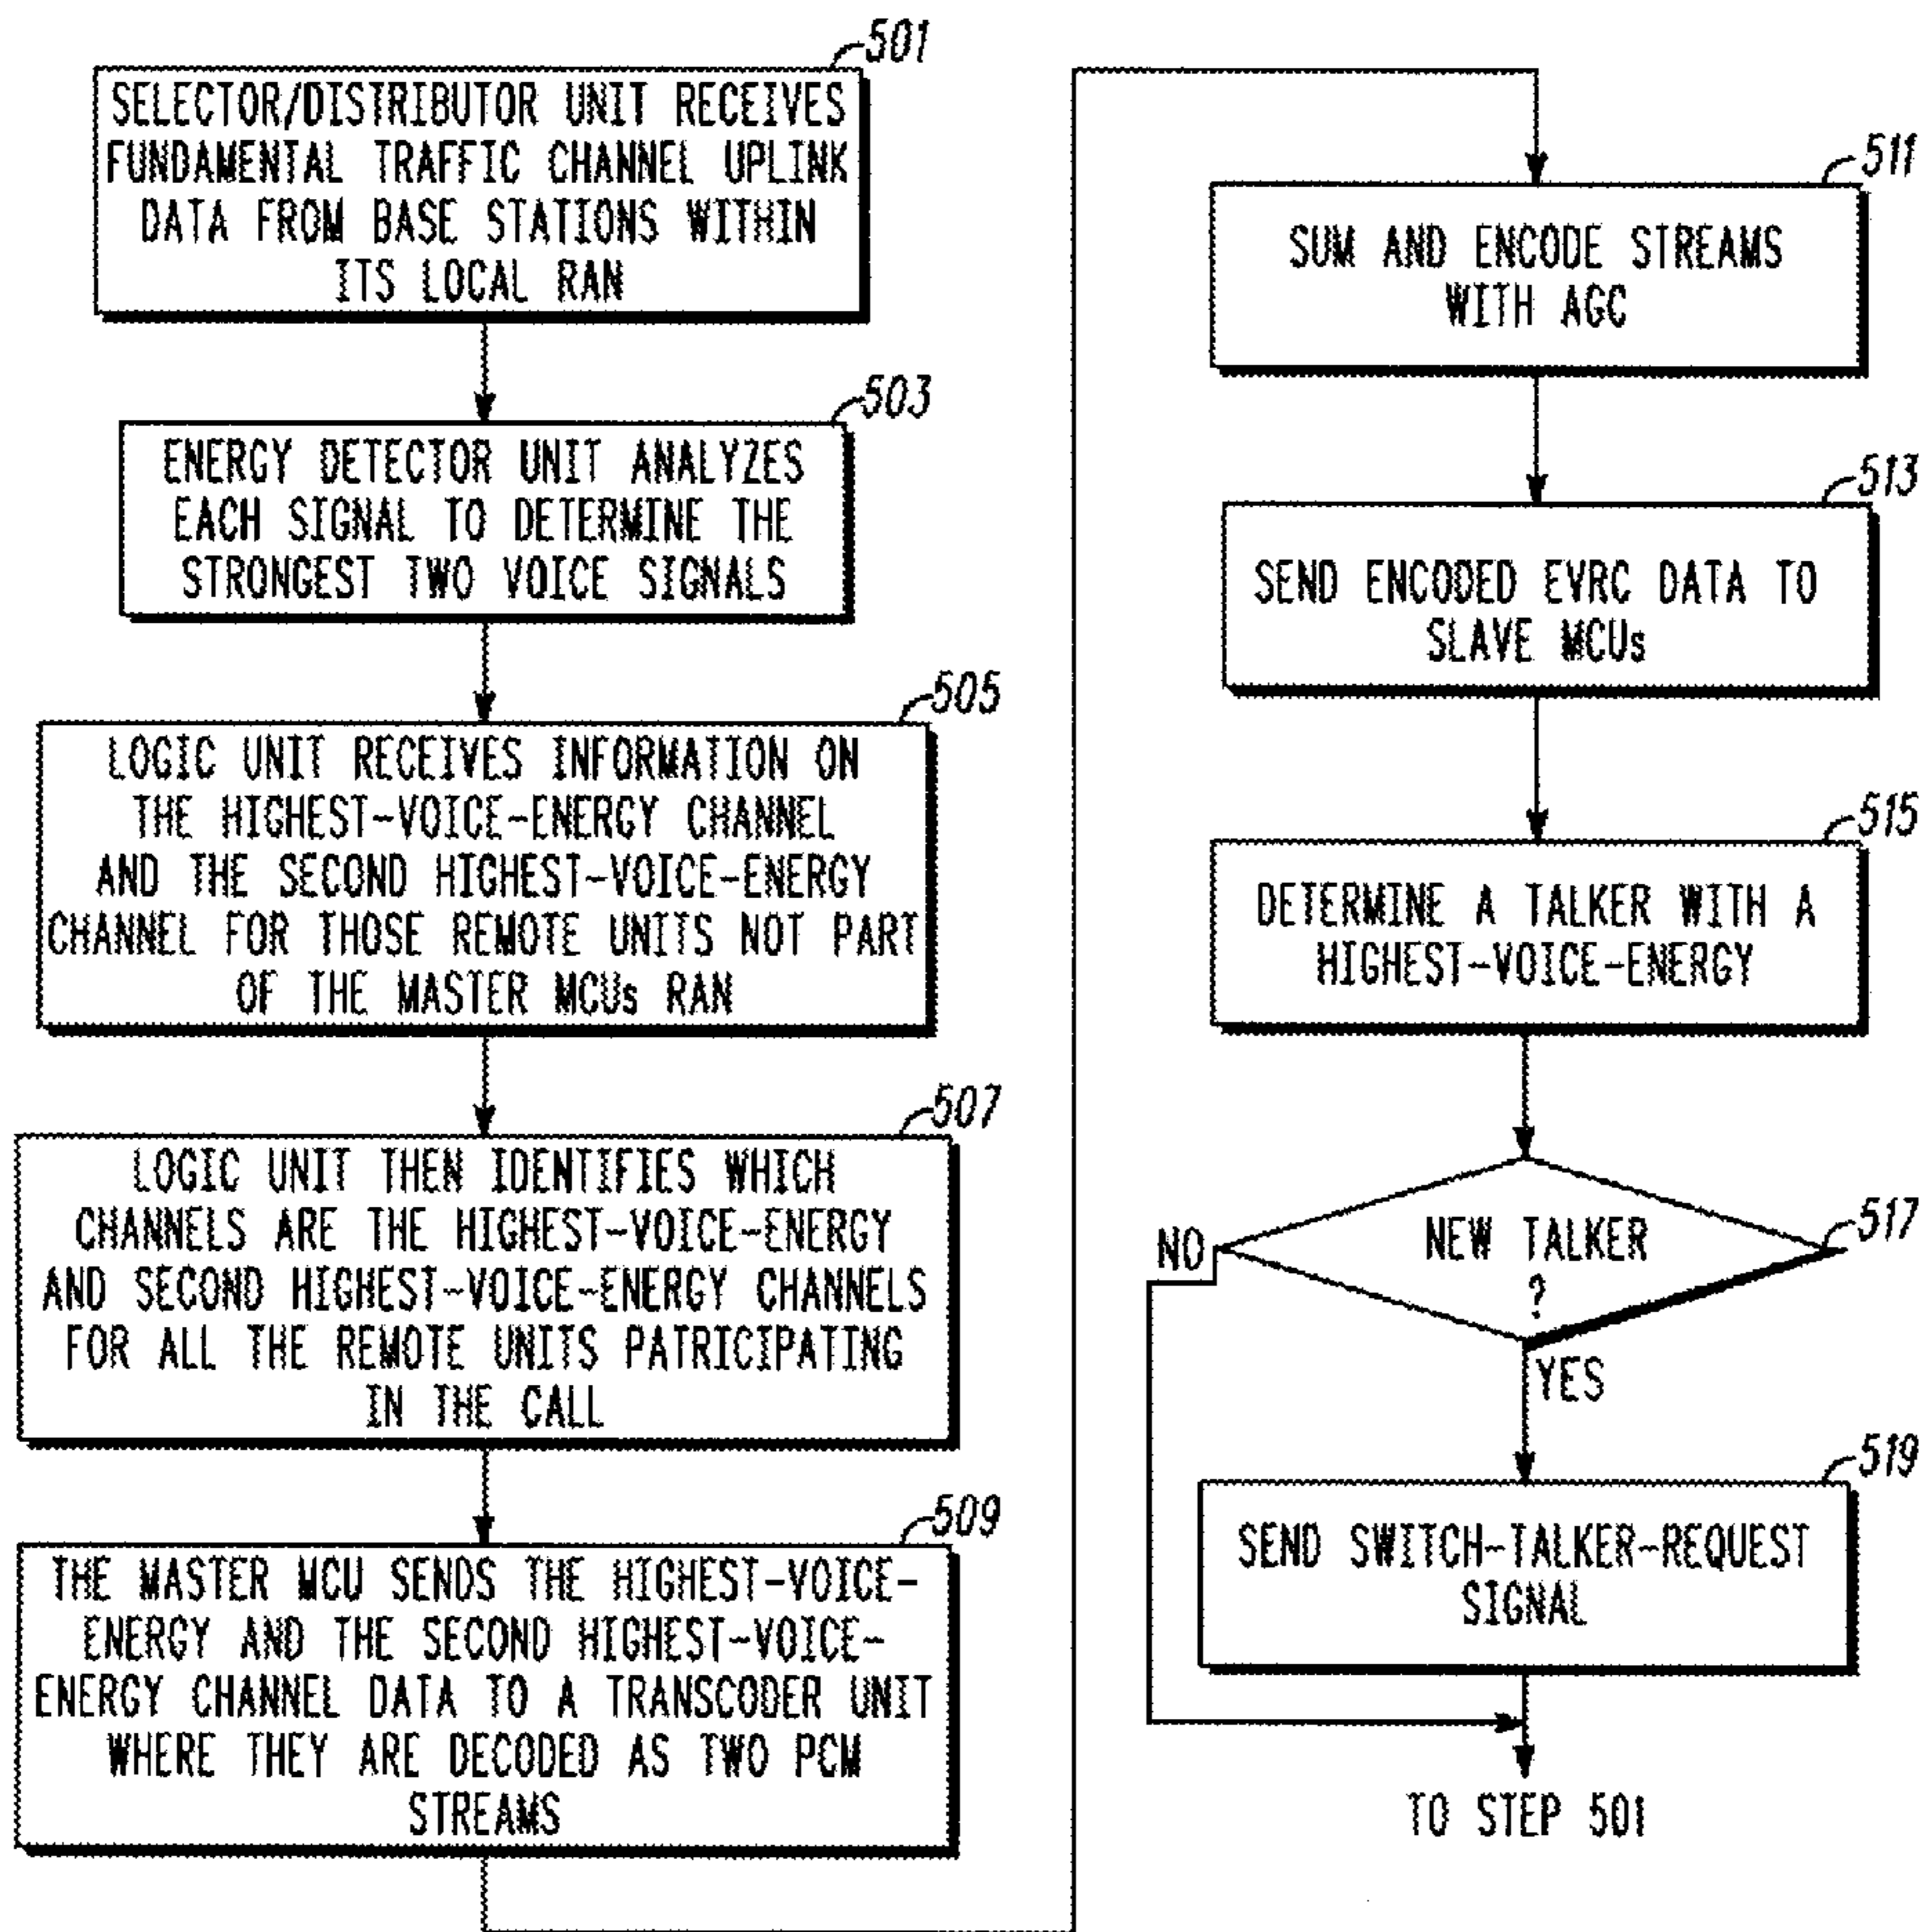 501
SELECTOR/DISTRIBUTOR UNIT RECEIVES
FUNDAMENTAL TRAFFIC CHANNEL UPLINK
DATA FROM BASE STATIONS WITHIN
ITS LOCAL RAN
503
ENERGY DETECTOR UNIT ANALYZES
EACH SIGNAL TO DETERMINE THE
STRONGEST TWO VOICE SIGNALS
505
LOGIC UNIT RECEIVES INFORMATION ON
THE HIGHEST-VOICE-ENERGY CHANNEL
AND THE SECOND HIGHEST-VOICE-ENERGY
CHANNEL FOR THOSE REMOTE UNITS NOT PART
OF THE MASTER MCUs RAN
507
LOGIC UNIT THEN IDENTIFIES WHICH
CHANNELS ARE THE HIGHEST-VOICE-ENERGY
AND SECOND HIGHEST-VOICE-ENERGY CHANNELS
FOR ALL THE REMOTE UNITS PATRICIPATING
IN THE CALL
509
THE MASTER MCU SENDS THE HIGHEST-VOICE-
ENERGY AND THE SECOND HIGHEST-VOICE-
ENERGY CHANNEL DATA TO A TRANSCODER UNIT
WHERE THEY ARE DECODED AS TWO PCM
STREAMS
511
SUM AND ENCODE STREAMS
WITH AGC
513
SEND ENCODED EVRC DATA TO
SLAVE MCUs
515
DETERMINE A TALKER WITH A
HIGHEST-VOICE-ENERGY
517
NEW TALKER
?
NO
YES
519
SEND SWITCH-TALKER-REQUEST
SIGNAL
TO STEP 501